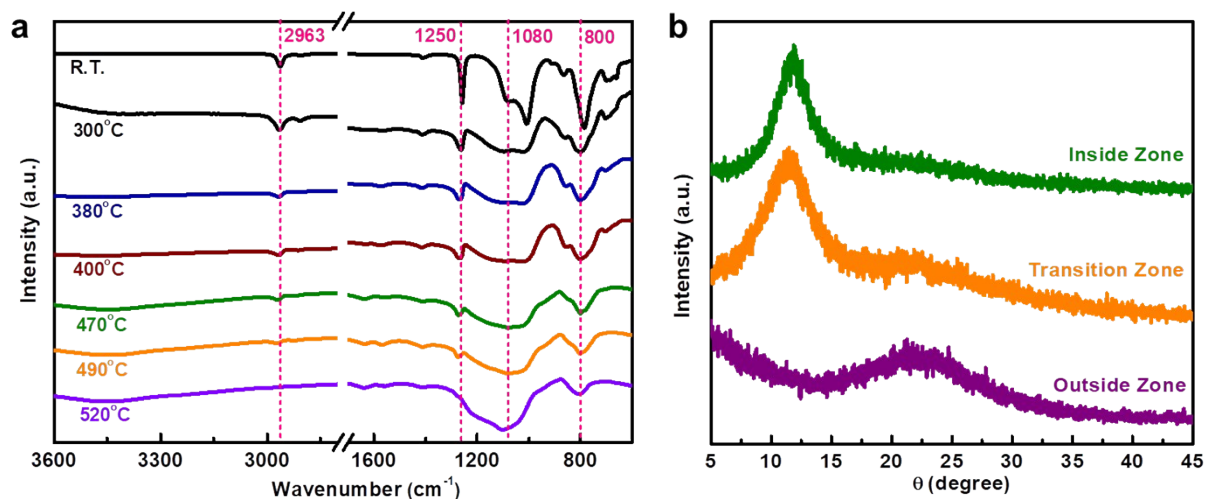 a
2963
1250
1080
800
R.T.
300°C
380°C
400°C
470°C
490°C
520°C
Intensity (a.u.)
3600
3300
3000
1600
1200
800
Wavenumber (cm⁻¹)
b
Inside Zone
Transition Zone
Outside Zone
Intensity (a.u.)
5
10
15
20
25
30
35
40
45
θ (degree)